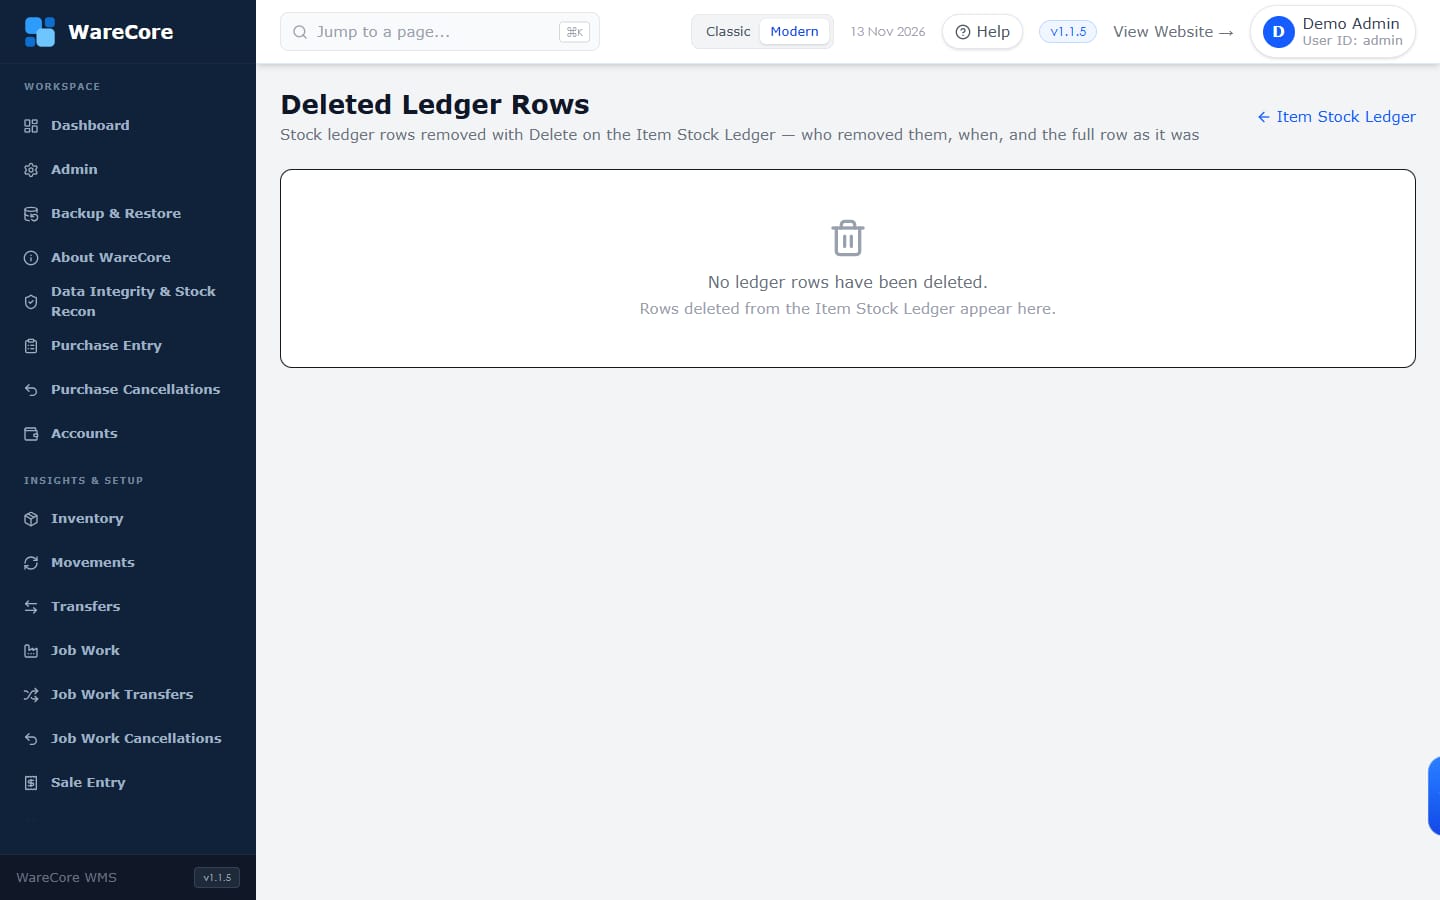 WareCore
WORKSPACE
Dashboard
Admin
Backup & Restore
About WareCore
Data Integrity & Stock
Recon
Purchase Entry
Purchase Cancellations
Accounts
INSIGHTS & SETUP
Inventory
Movements
Transfers
Job Work
Job Work Transfers
Job Work Cancellations
Sale Entry
WareCore WMS
v1.1.5
Jump to a page...
⌘K
Classic
Modern
13 Nov 2026
Help
v1.1.5
View Website →
D
Demo Admin
User ID: admin
Deleted Ledger Rows
Stock ledger rows removed with Delete on the Item Stock Ledger — who removed them, when, and the full row as it was
← Item Stock Ledger
No ledger rows have been deleted.
Rows deleted from the Item Stock Ledger appear here.